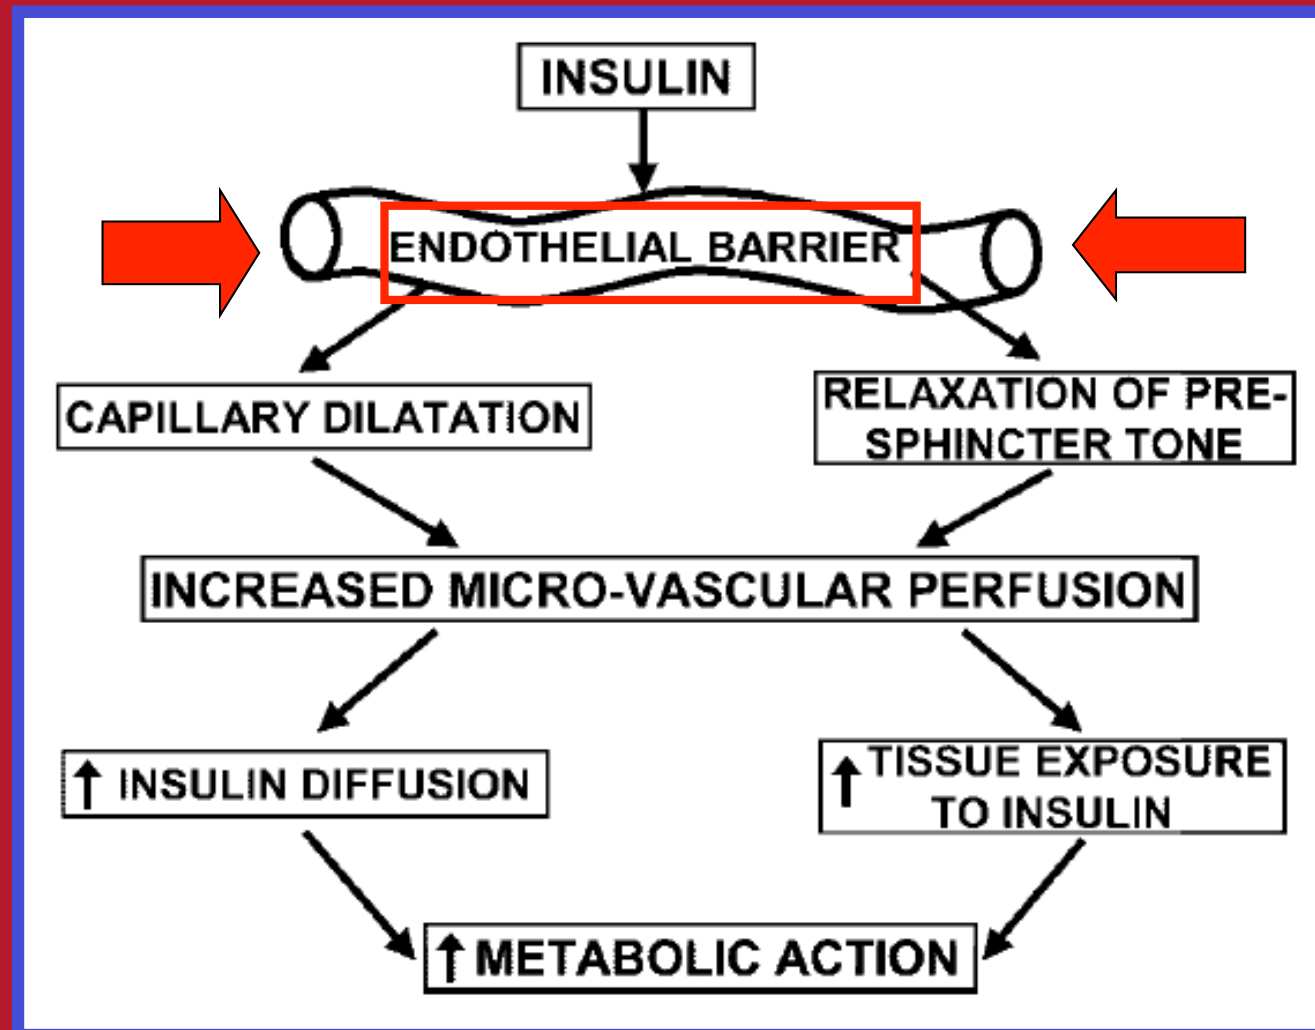 INSULIN
ENDOTHELIAL BARRIER
CAPILLARY DILATATION
RELAXATION OF PRE-
SPHINCTER TONE
INCREASED MICRO-VASCULAR PERFUSION
↑ INSULIN DIFFUSION
↑ TISSUE EXPOSURE
TO INSULIN
↑ METABOLIC ACTION